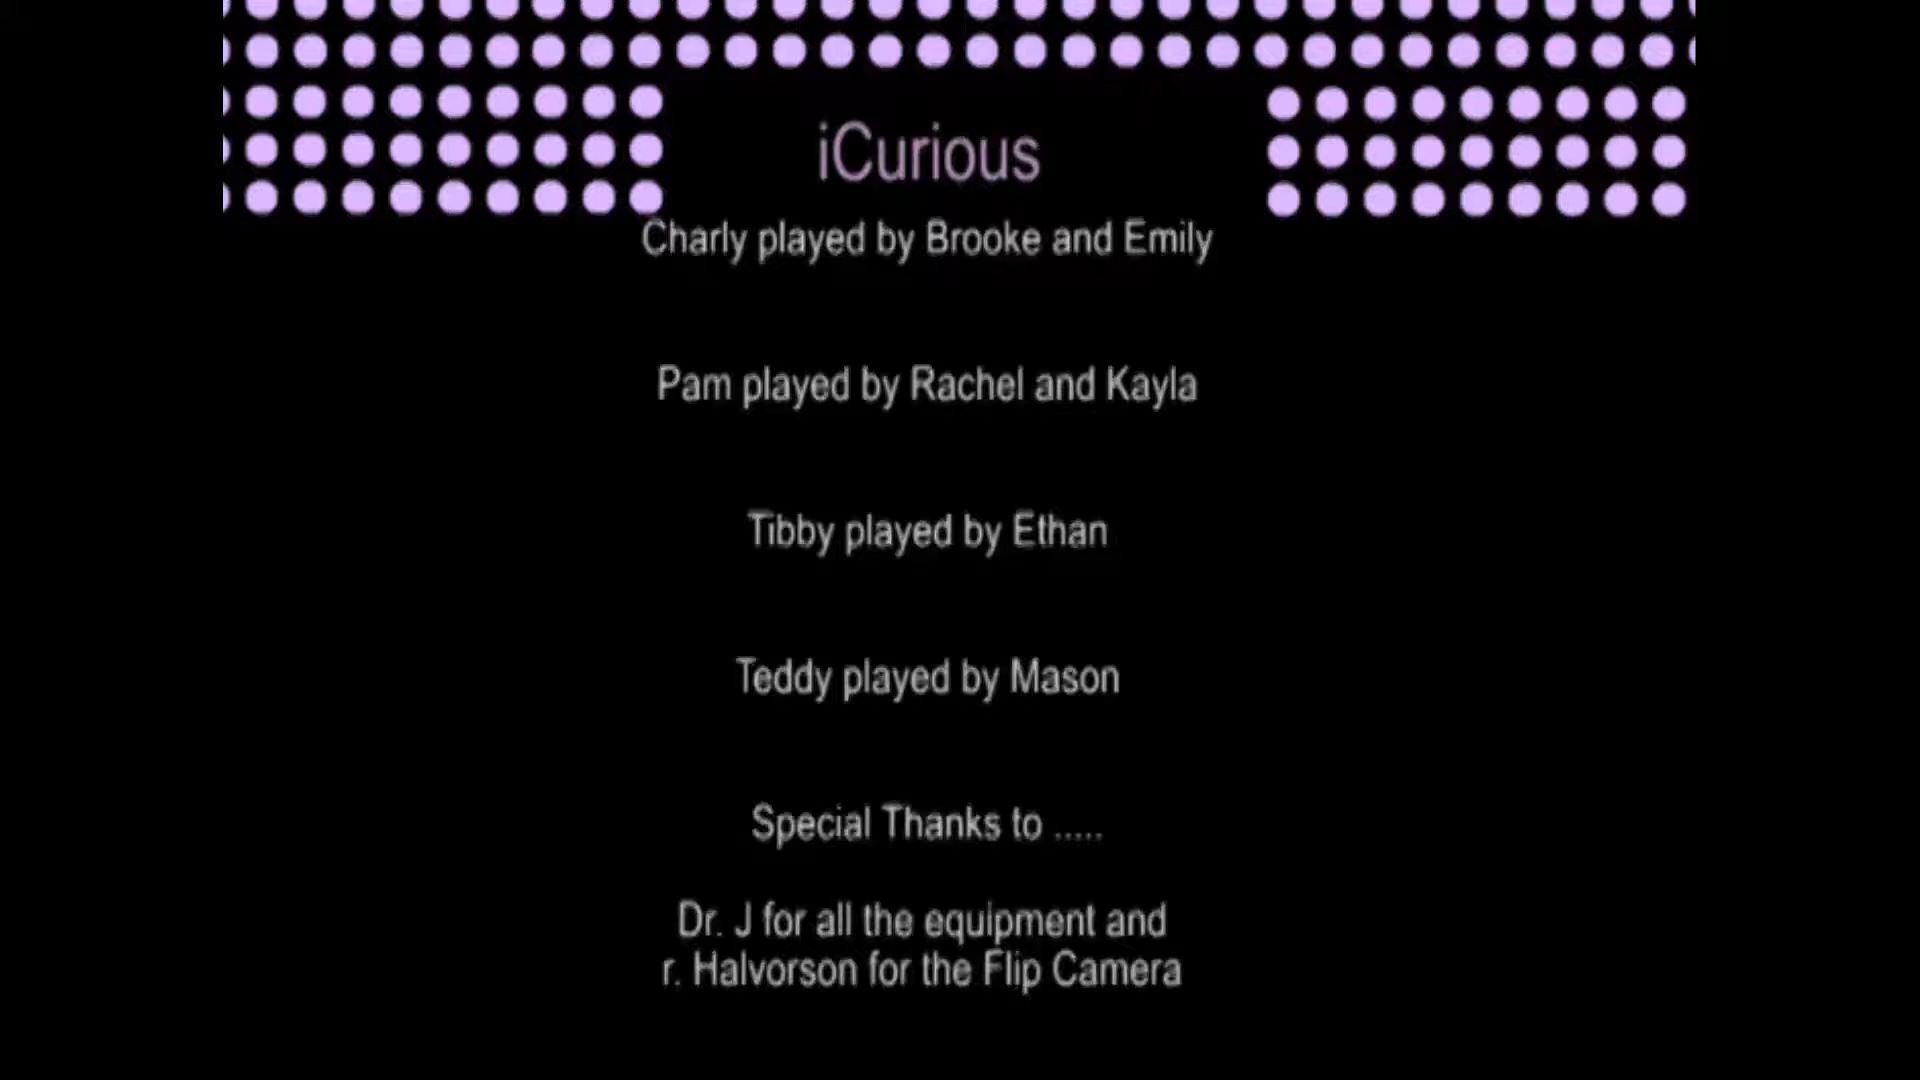 iCurious
Charly played by Brooke and Emily
Pam played by Rachel and Kayla
Tibby played by Ethan
Teddy played by Mason
Special Thanks to .....
Dr. J for all the equipment and
r. Halvorson for the Flip Camera